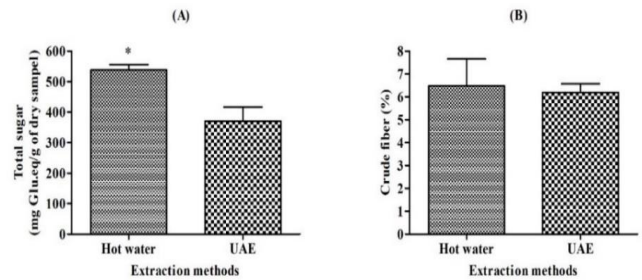 (A)
Total sugar
(mg Glu.eq/g of dry sampel)
600
500
400
300
200
100
0
*
Hot water UAE
Extraction methods
(B)
Crude fiber (%)
8
7
6
5
4
3
2
1
0
Hot water UAE
Extraction methods